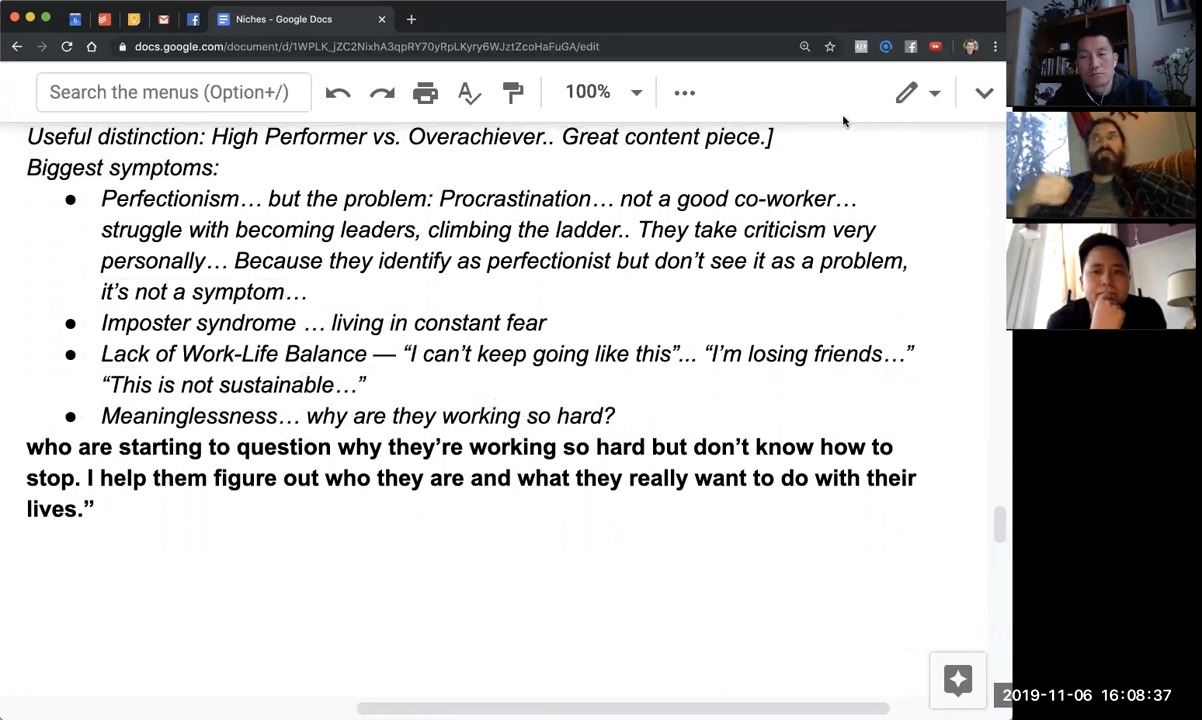 Niches - Google Docs
docs.google.com/document/d/1WPLK_jZC2NixhA3qpRY70yRpLKyry6WJztZcoHaFuGA/edit
Search the menus (Option+/)
100%
Useful distinction: High Performer vs. Overachiever.. Great content piece.]
Biggest symptoms:
● Perfectionism… but the problem: Procrastination… not a good co-worker…
struggle with becoming leaders, climbing the ladder.. They take criticism very
personally… Because they identify as perfectionist but don’t see it as a problem,
it’s not a symptom…
● Imposter syndrome … living in constant fear
● Lack of Work-Life Balance — “I can’t keep going like this”... “I’m losing friends…”
“This is not sustainable…”
● Meaninglessness… why are they working so hard?
who are starting to question why they’re working so hard but don’t know how to
stop. I help them figure out who they are and what they really want to do with their
lives.”
2019-11-06 16:08:37